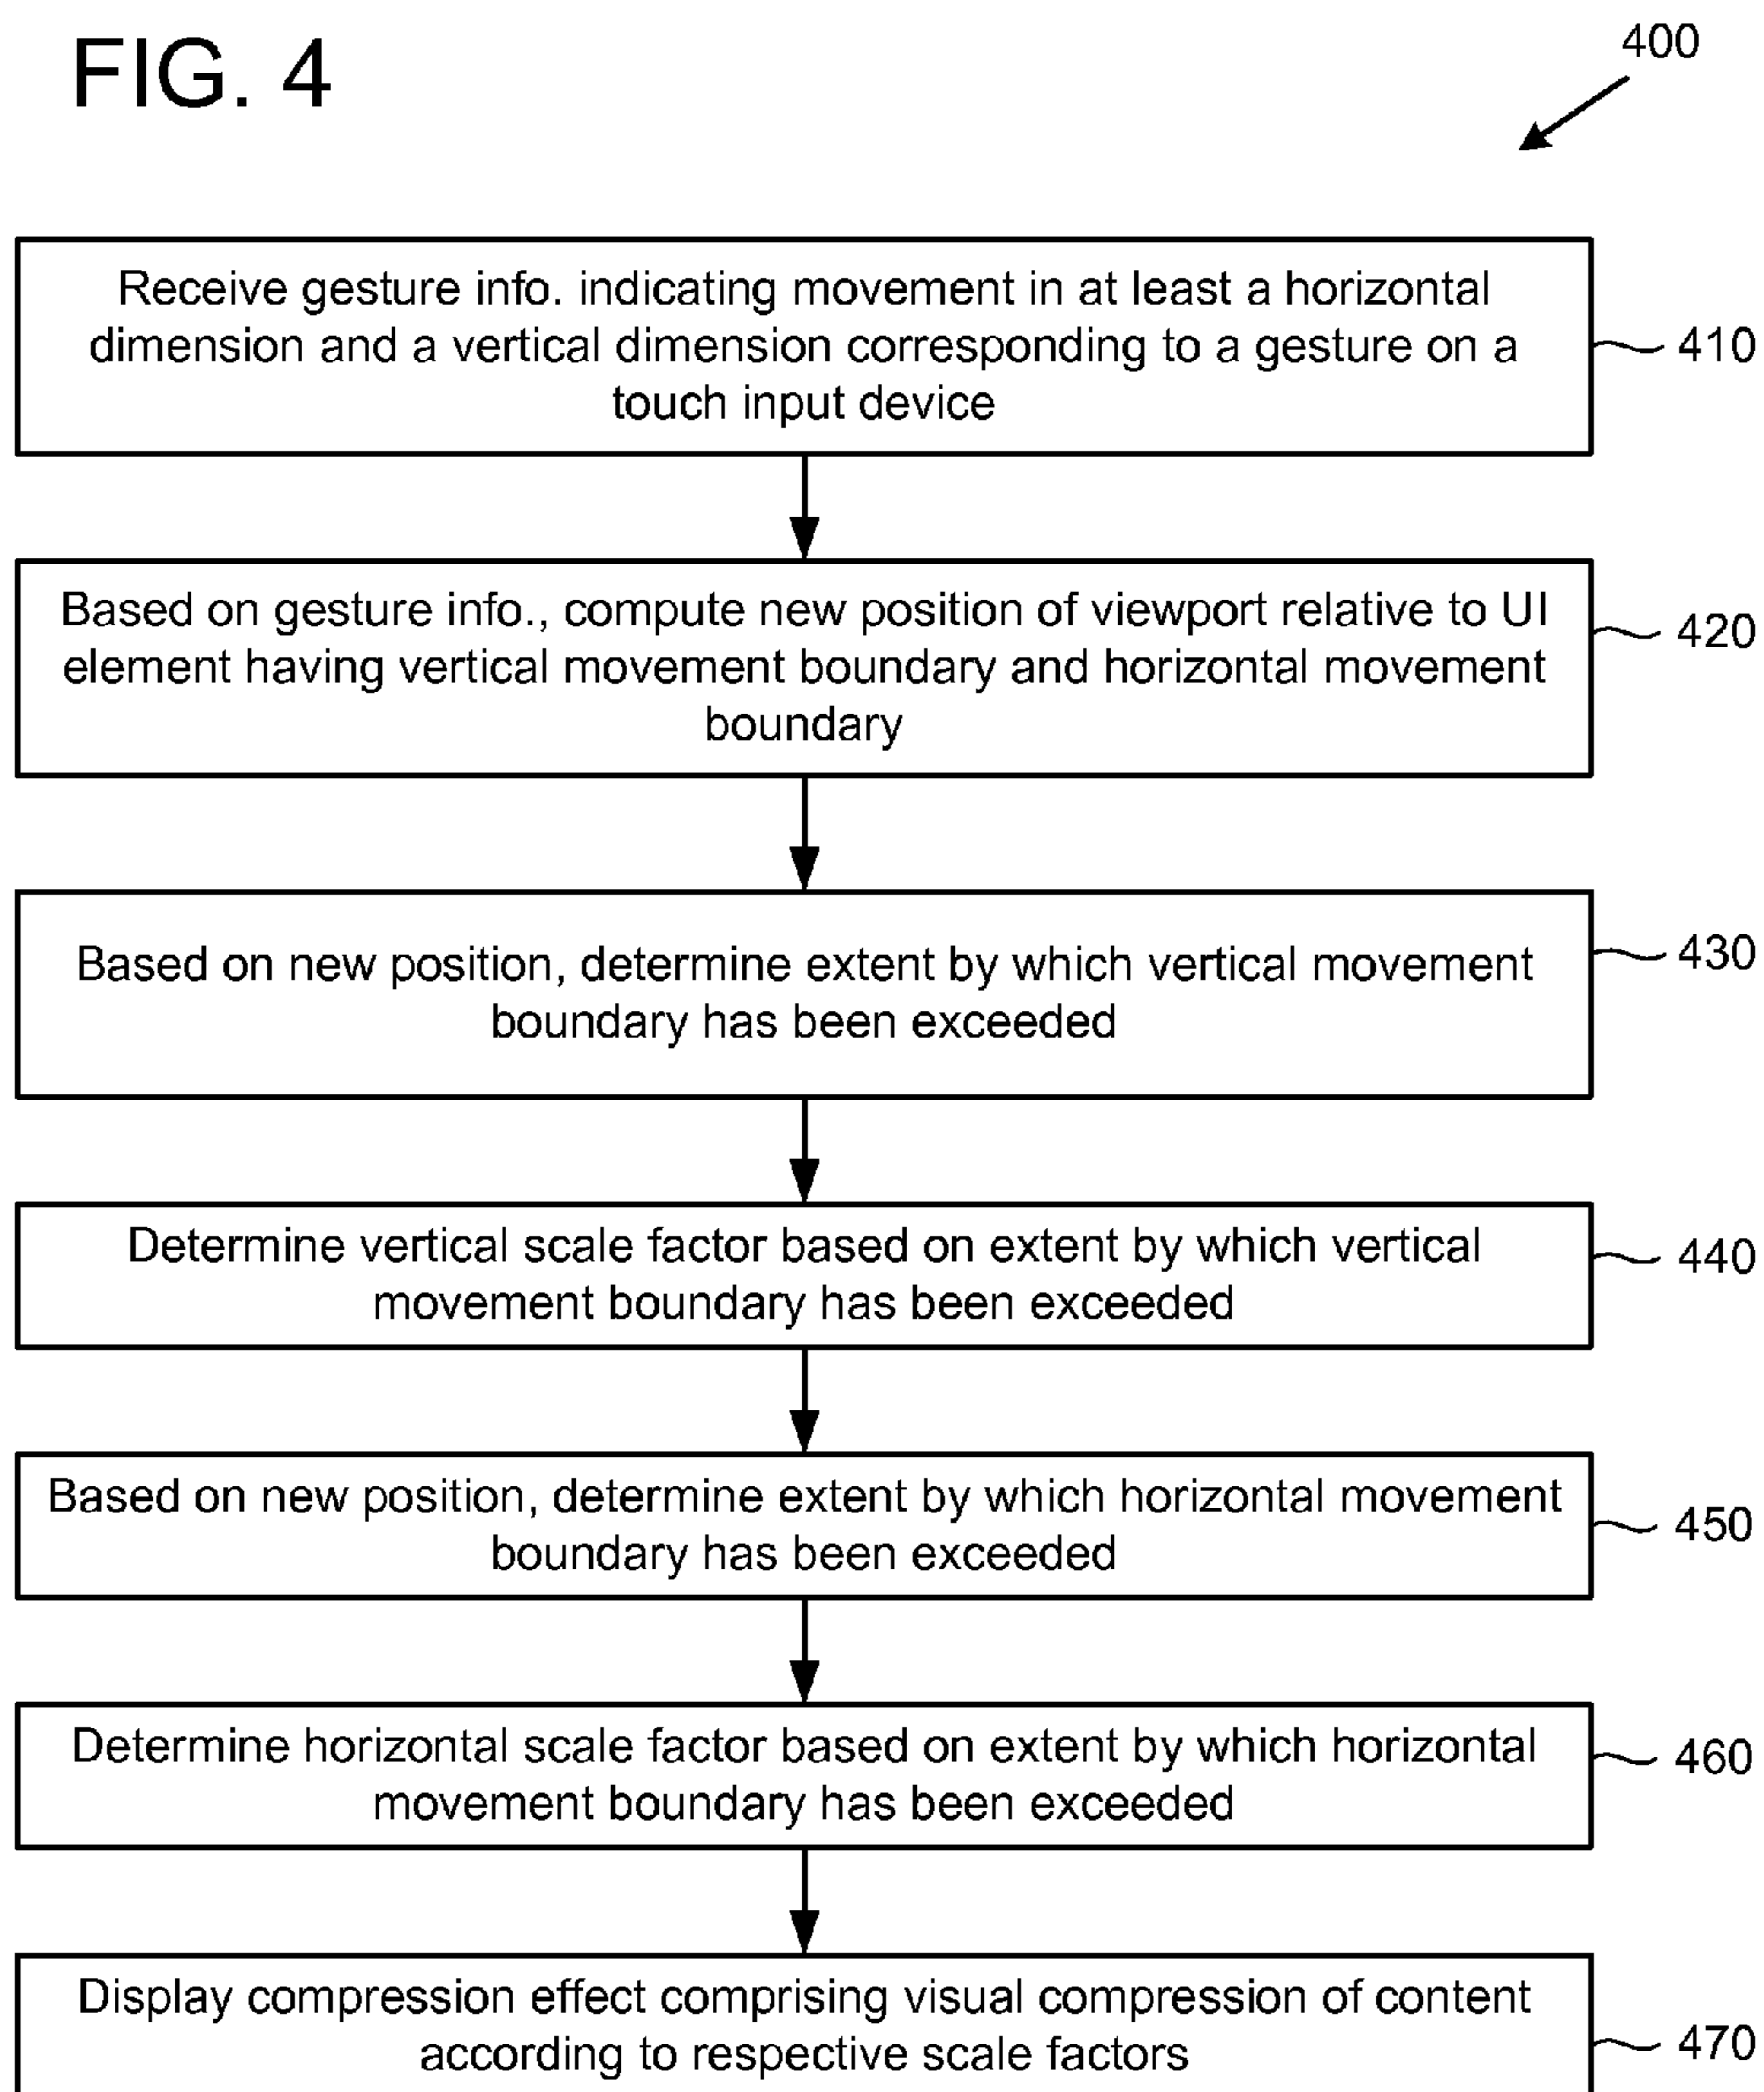 FIG. 4
400
Receive gesture info. indicating movement in at least a horizontal
dimension and a vertical dimension corresponding to a gesture on a
touch input device
410
Based on gesture info., compute new position of viewport relative to UI
element having vertical movement boundary and horizontal movement
boundary
420
Based on new position, determine extent by which vertical movement
boundary has been exceeded
430
Determine vertical scale factor based on extent by which vertical
movement boundary has been exceeded
440
Based on new position, determine extent by which horizontal movement
boundary has been exceeded
450
Determine horizontal scale factor based on extent by which horizontal
movement boundary has been exceeded
460
Display compression effect comprising visual compression of content
according to respective scale factors
470